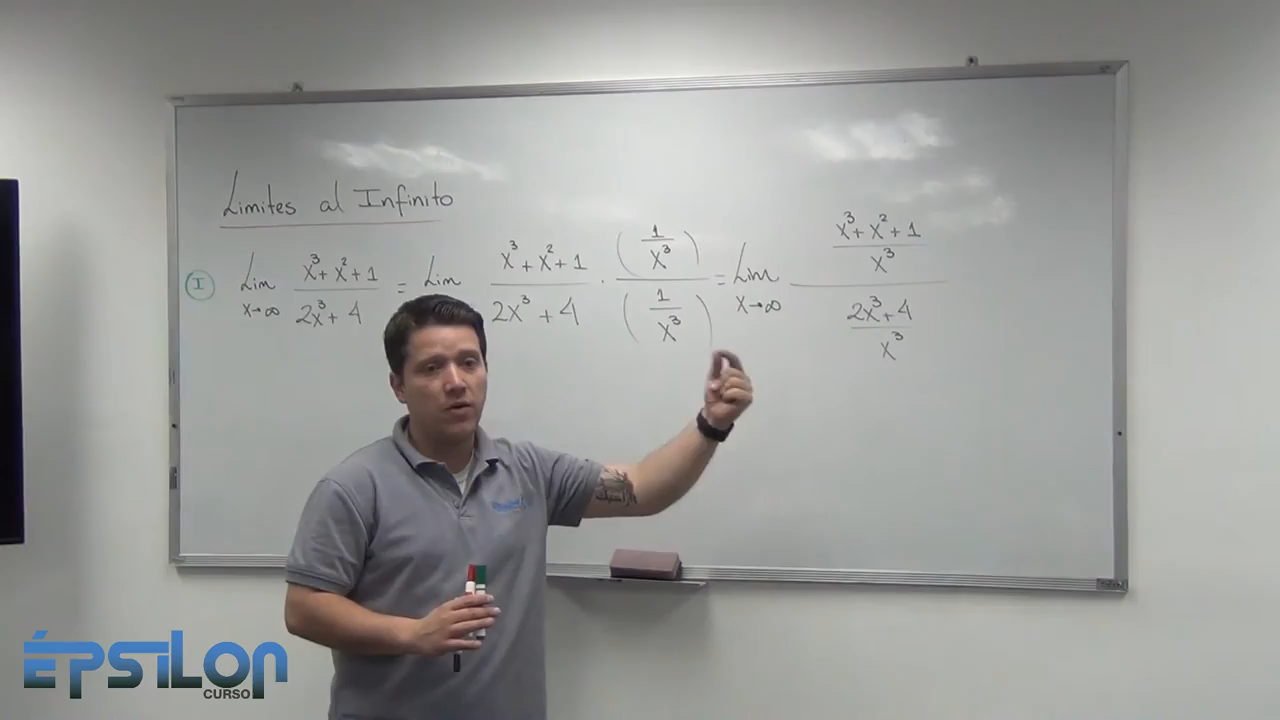 Limites al Infinito
I Lim x→∞ x³+x²+1 / 2x³+4 = Lim x³+x²+1 / 2x³+4 · (1/x³) / (1/x³) = Lim x→∞ (x³+x²+1 / x³) / (2x³+4 / x³)
ÉPSILON
CURSO